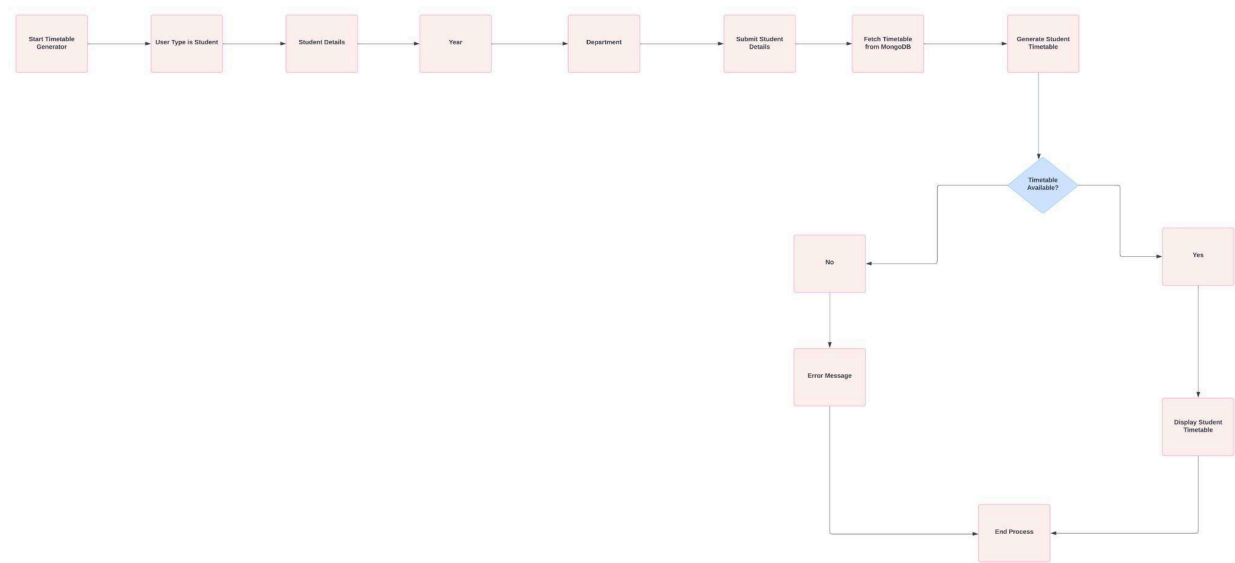 Start Timetable
Generator
User Type is Student
Student Details
Year
Department
Submit Student
Details
Fetch Timetable
from MongoDB
Generate Student
Timetable
Timetable
Available?
No
Yes
Error Message
Display Student
Timetable
End Process